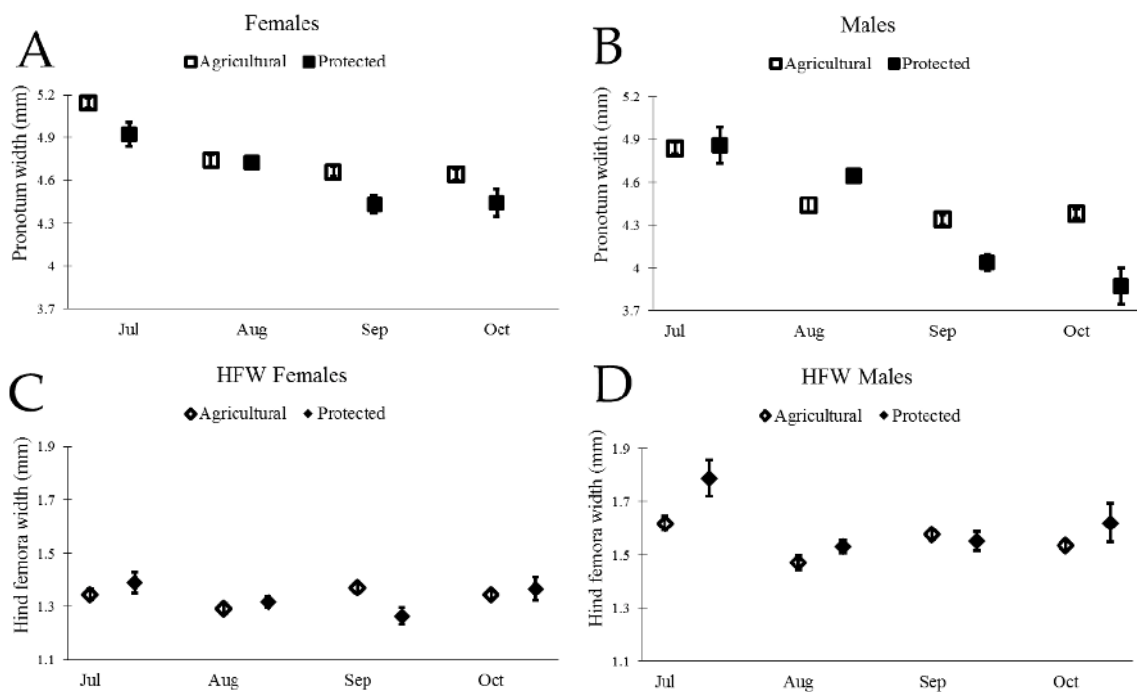 A
Females
Agricultural Protected
Pronotum width (mm)
5.2
4.9
4.6
4.3
4
3.7
Jul Aug Sep Oct
B
Males
Agricultural Protected
Pronotum wdith (mm)
5.2
4.9
4.6
4.3
4
3.7
Jul Aug Sep Oct
C
HFW Females
Agricultural Protected
Hind femora width (mm)
1.9
1.7
1.5
1.3
1.1
Jul Aug Sep Oct
D
HFW Males
Agricultural Protected
Hind femora width (mm)
1.9
1.7
1.5
1.3
1.1
Jul Aug Sep Oct